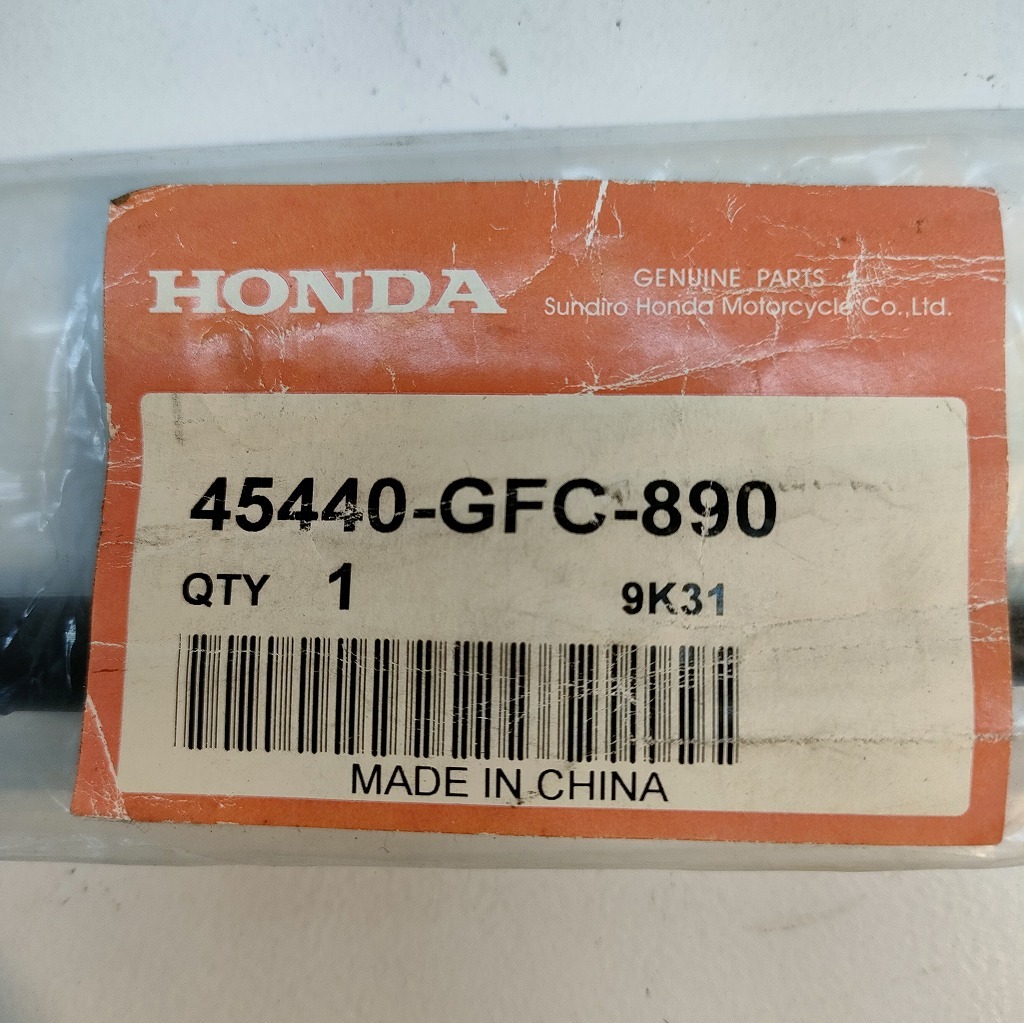 HONDA
GENUINE PARTS
Sundiro Honda Motorcycle Co.,Ltd.
45440-GFC-890
QTY 1 9K31
MADE IN CHINA